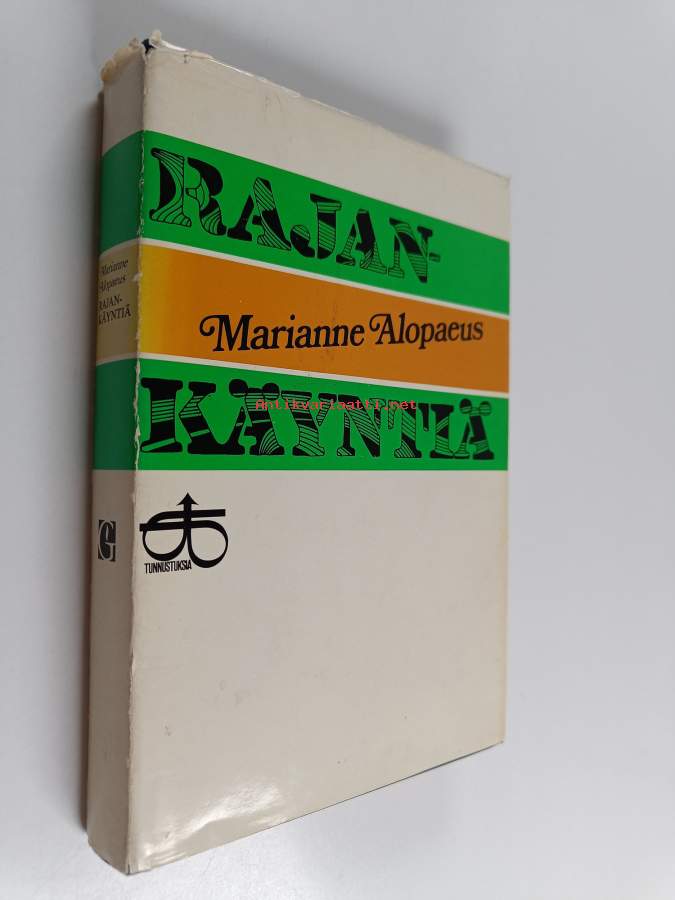 RAJAN-
Marianne Alopaeus
KÄYNTIÄ
TUNNUSTUKSIA
Marianne
Alopaeus
RAJAN-
KÄYNTIÄ
G
Antikvariaatti.net